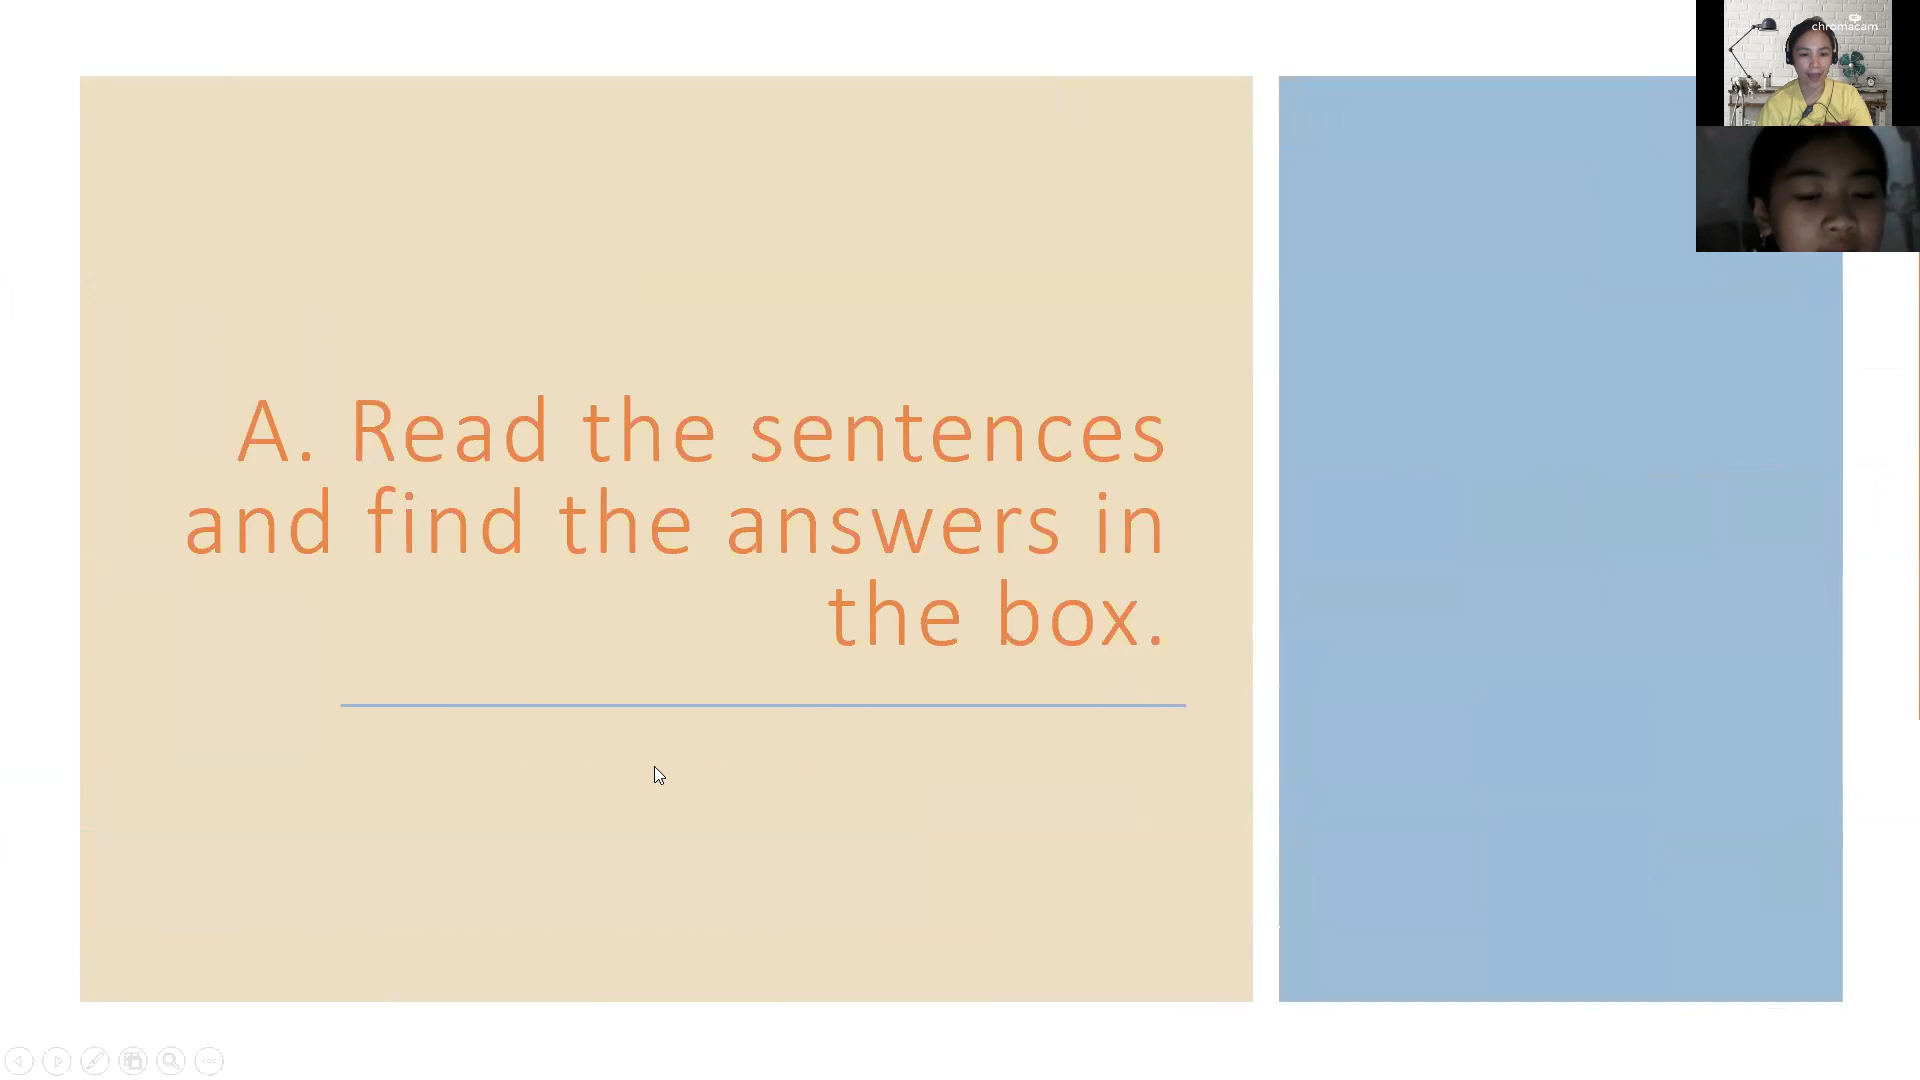 chromacam
A. Read the sentences
and find the answers in
the box.